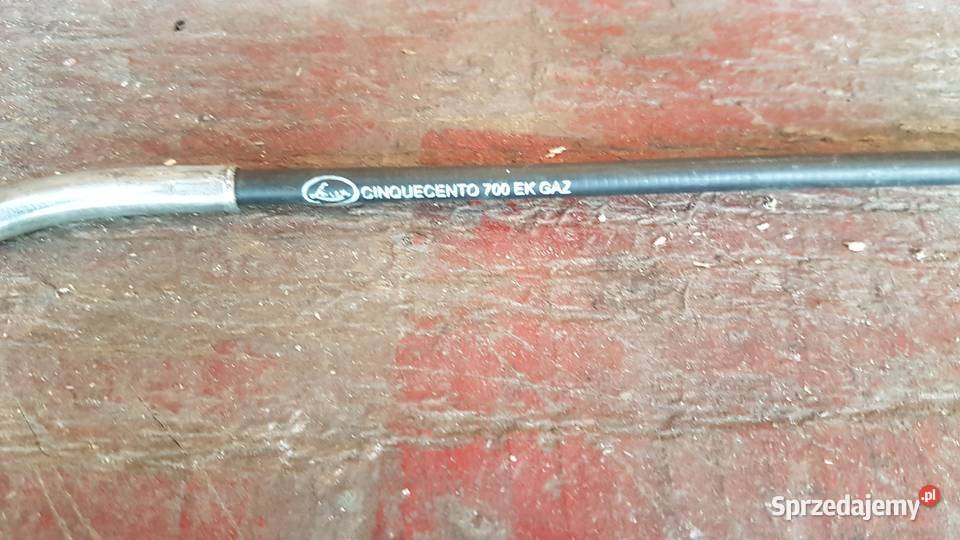 CINQUECENTO 700 EK GAZ
Sprzedajemy.pl